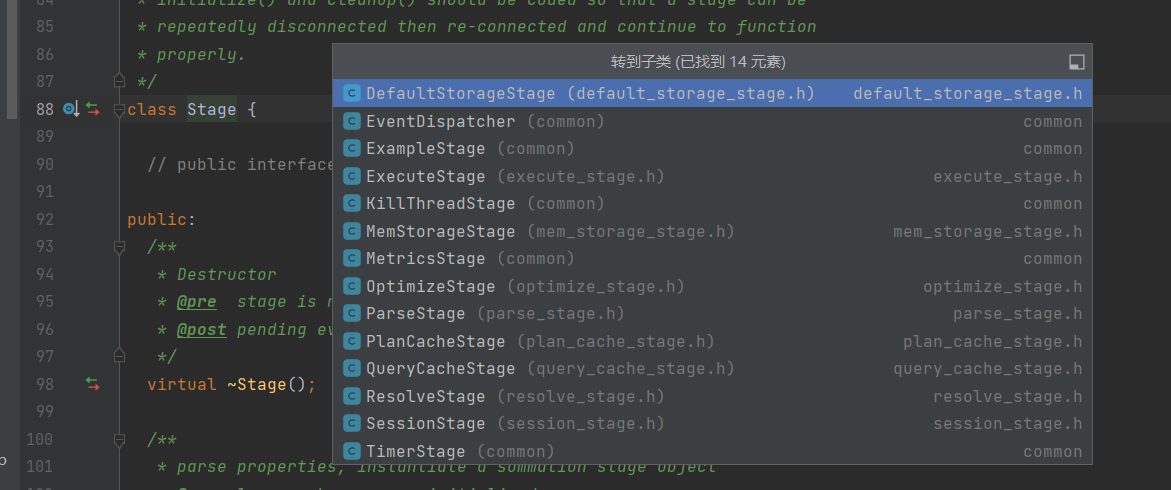 84 * initialize() and cleanup() should be coded so that a stage can be
85 * repeatedly disconnected then re-connected and continue to function
86 * properly.
87 */
88 class Stage {
89
90 // public interface
91
92 public:
93 /**
94 * Destructor
95 * @pre stage is
96 * @post pending
97 */
98 virtual ~Stage();
99
100 /**
101 * parse properties, instantiate a summation stage object
转到子类 (已找到 14 元素)
DefaultStorageStage (default_storage_stage.h) default_storage_stage.h
EventDispatcher (common) common
ExampleStage (common) common
ExecuteStage (execute_stage.h) execute_stage.h
KillThreadStage (common) common
MemStorageStage (mem_storage_stage.h) mem_storage_stage.h
MetricsStage (common) common
OptimizeStage (optimize_stage.h) optimize_stage.h
ParseStage (parse_stage.h) parse_stage.h
PlanCacheStage (plan_cache_stage.h) plan_cache_stage.h
QueryCacheStage (query_cache_stage.h) query_cache_stage.h
ResolveStage (resolve_stage.h) resolve_stage.h
SessionStage (session_stage.h) session_stage.h
TimerStage (common) common